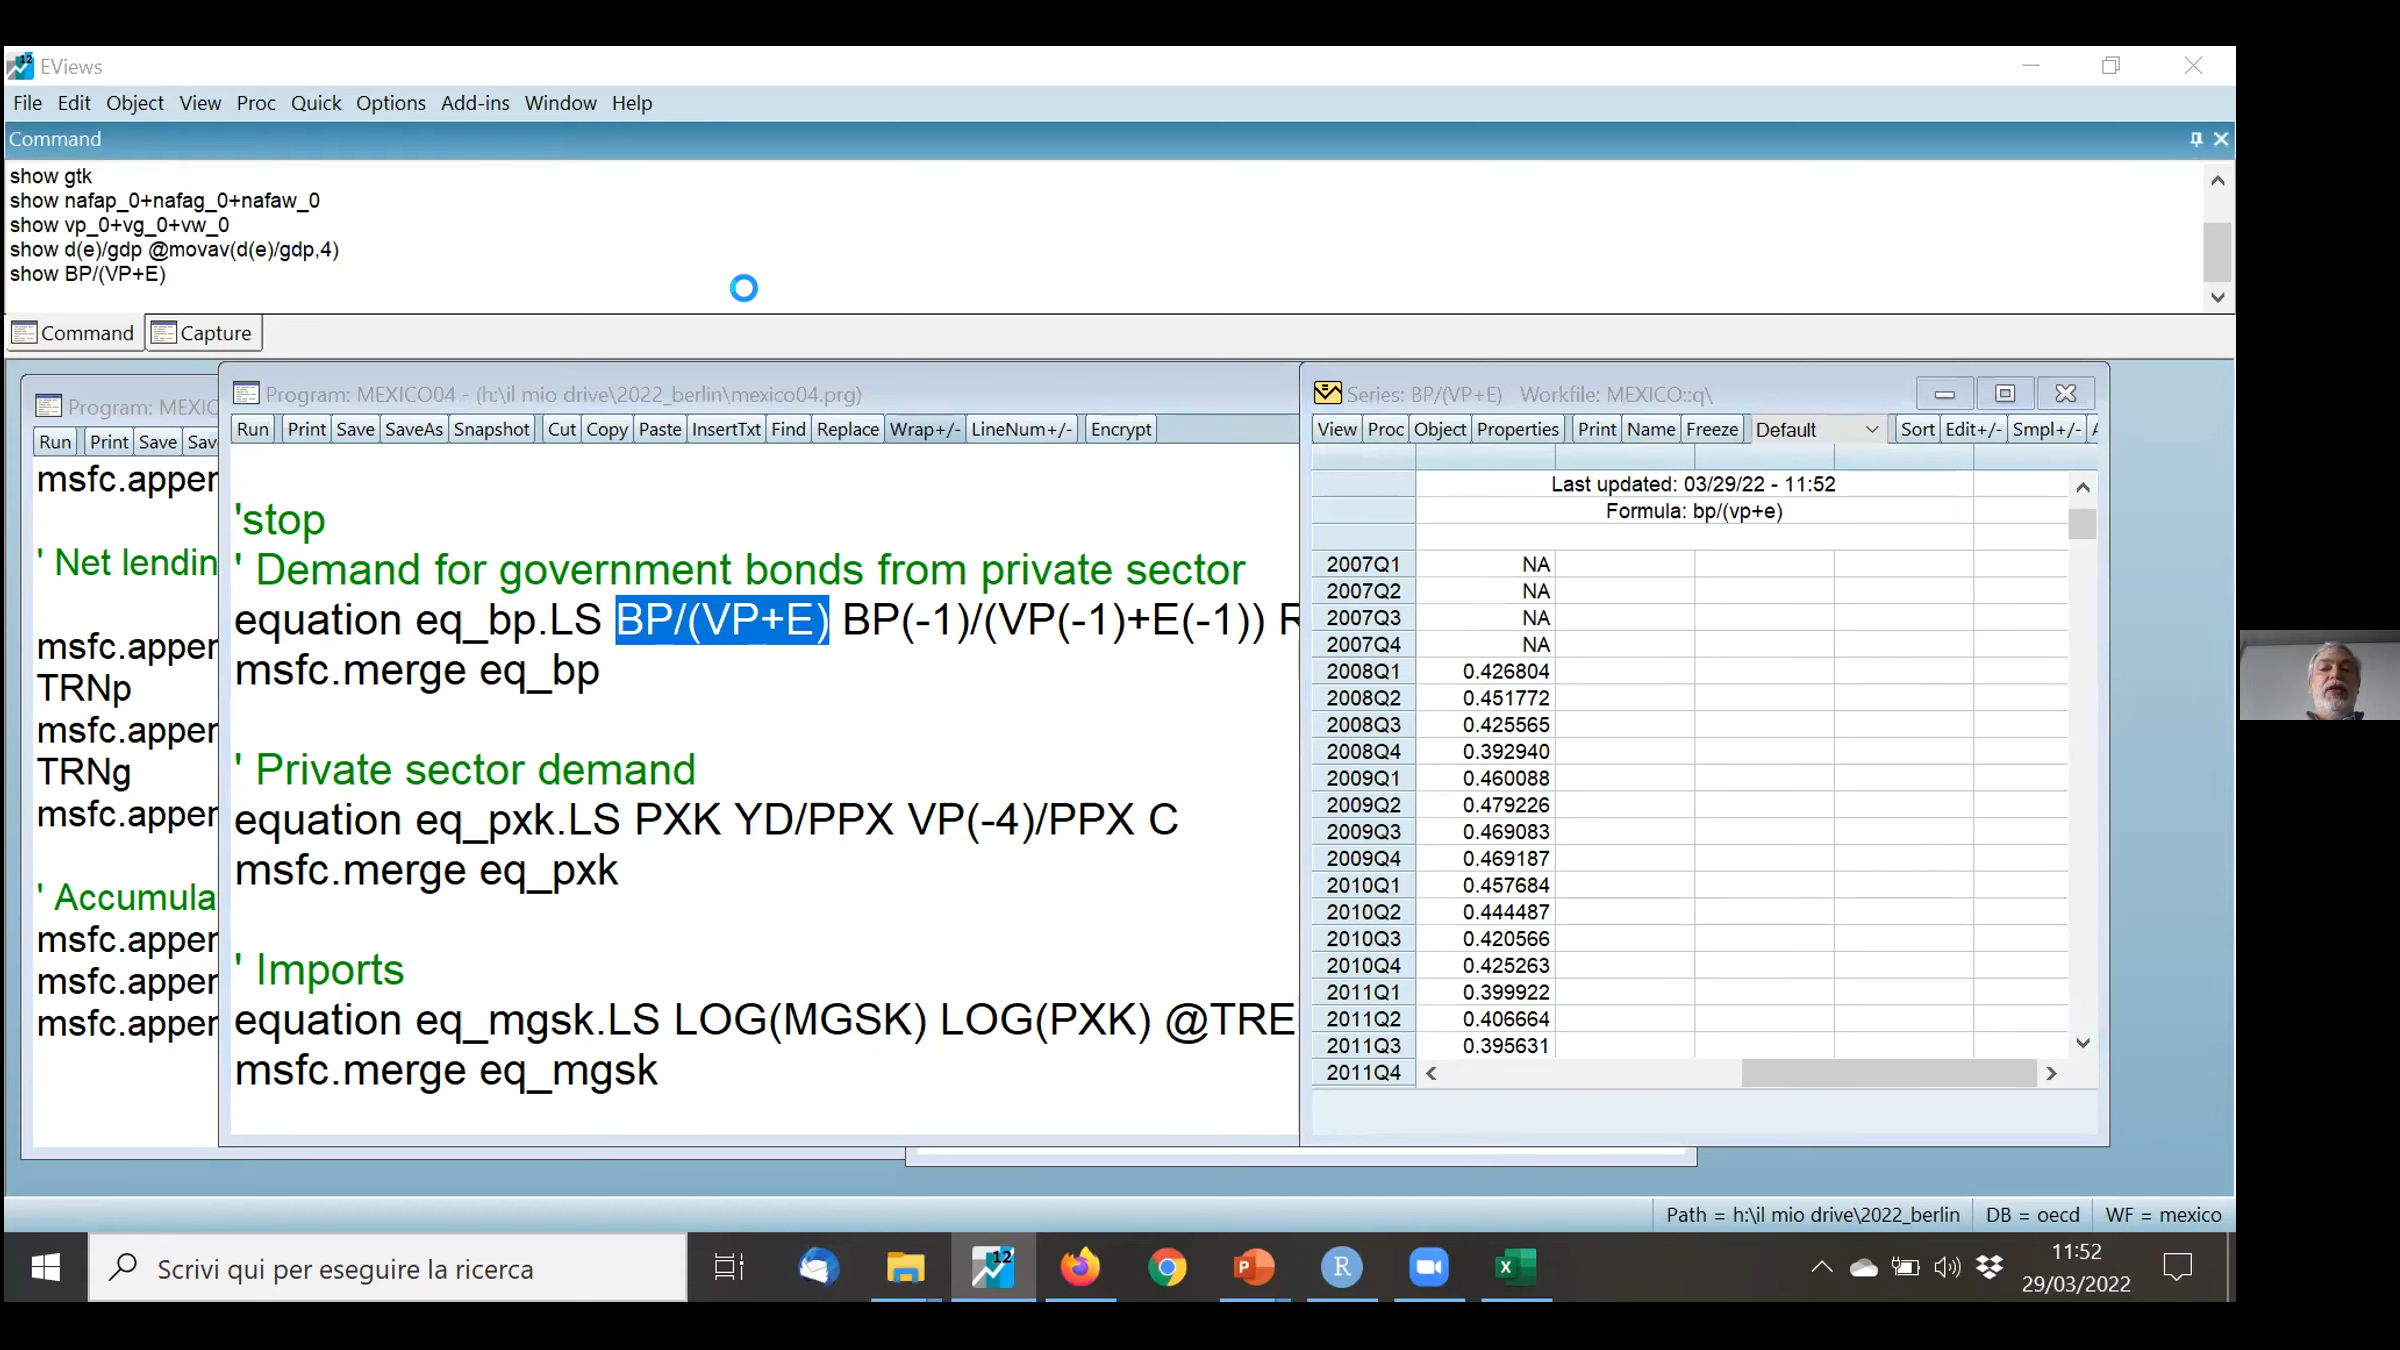 EViews
File Edit Object View Proc Quick Options Add-ins Window Help
Command
show gtk
show nafap_0+nafag_0+nafaw_0
show vp_0+vg_0+vw_0
show d(e)/gdp @movav(d(e)/gdp,4)
show BP/(VP+E)
Command Capture
Program: MEXIC
Run Print Save Sav
msfc.apper
' Net lendin
msfc.apper
TRNp
msfc.apper
TRNg
msfc.apper
' Accumula
msfc.apper
msfc.apper
msfc.apper
Program: MEXICO04 - (h:\il mio drive\2022_berlin\mexico04.prg)
Run Print Save SaveAs Snapshot Cut Copy Paste InsertTxt Find Replace Wrap+/- LineNum+/- Encrypt
'stop
' Demand for government bonds from private sector
equation eq_bp.LS BP/(VP+E) BP(-1)/(VP(-1)+E(-1)) R
msfc.merge eq_bp
' Private sector demand
equation eq_pxk.LS PXK YD/PPX VP(-4)/PPX C
msfc.merge eq_pxk
' Imports
equation eq_mgsk.LS LOG(MGSK) LOG(PXK) @TRE
msfc.merge eq_mgsk
Series: BP/(VP+E) Workfile: MEXICO::q\
View Proc Object Properties Print Name Freeze Default Sort Edit+/- Smpl+/-
Last updated: 03/29/22 - 11:52
Formula: bp/(vp+e)
2007Q1 NA
2007Q2 NA
2007Q3 NA
2007Q4 NA
2008Q1 0.426804
2008Q2 0.451772
2008Q3 0.425565
2008Q4 0.392940
2009Q1 0.460088
2009Q2 0.479226
2009Q3 0.469083
2009Q4 0.469187
2010Q1 0.457684
2010Q2 0.444487
2010Q3 0.420566
2010Q4 0.425263
2011Q1 0.399922
2011Q2 0.406664
2011Q3 0.395631
2011Q4
Path = h:\il mio drive\2022_berlin DB = oecd WF = mexico
Scrivi qui per eseguire la ricerca
12
P
R
X
11:52
29/03/2022